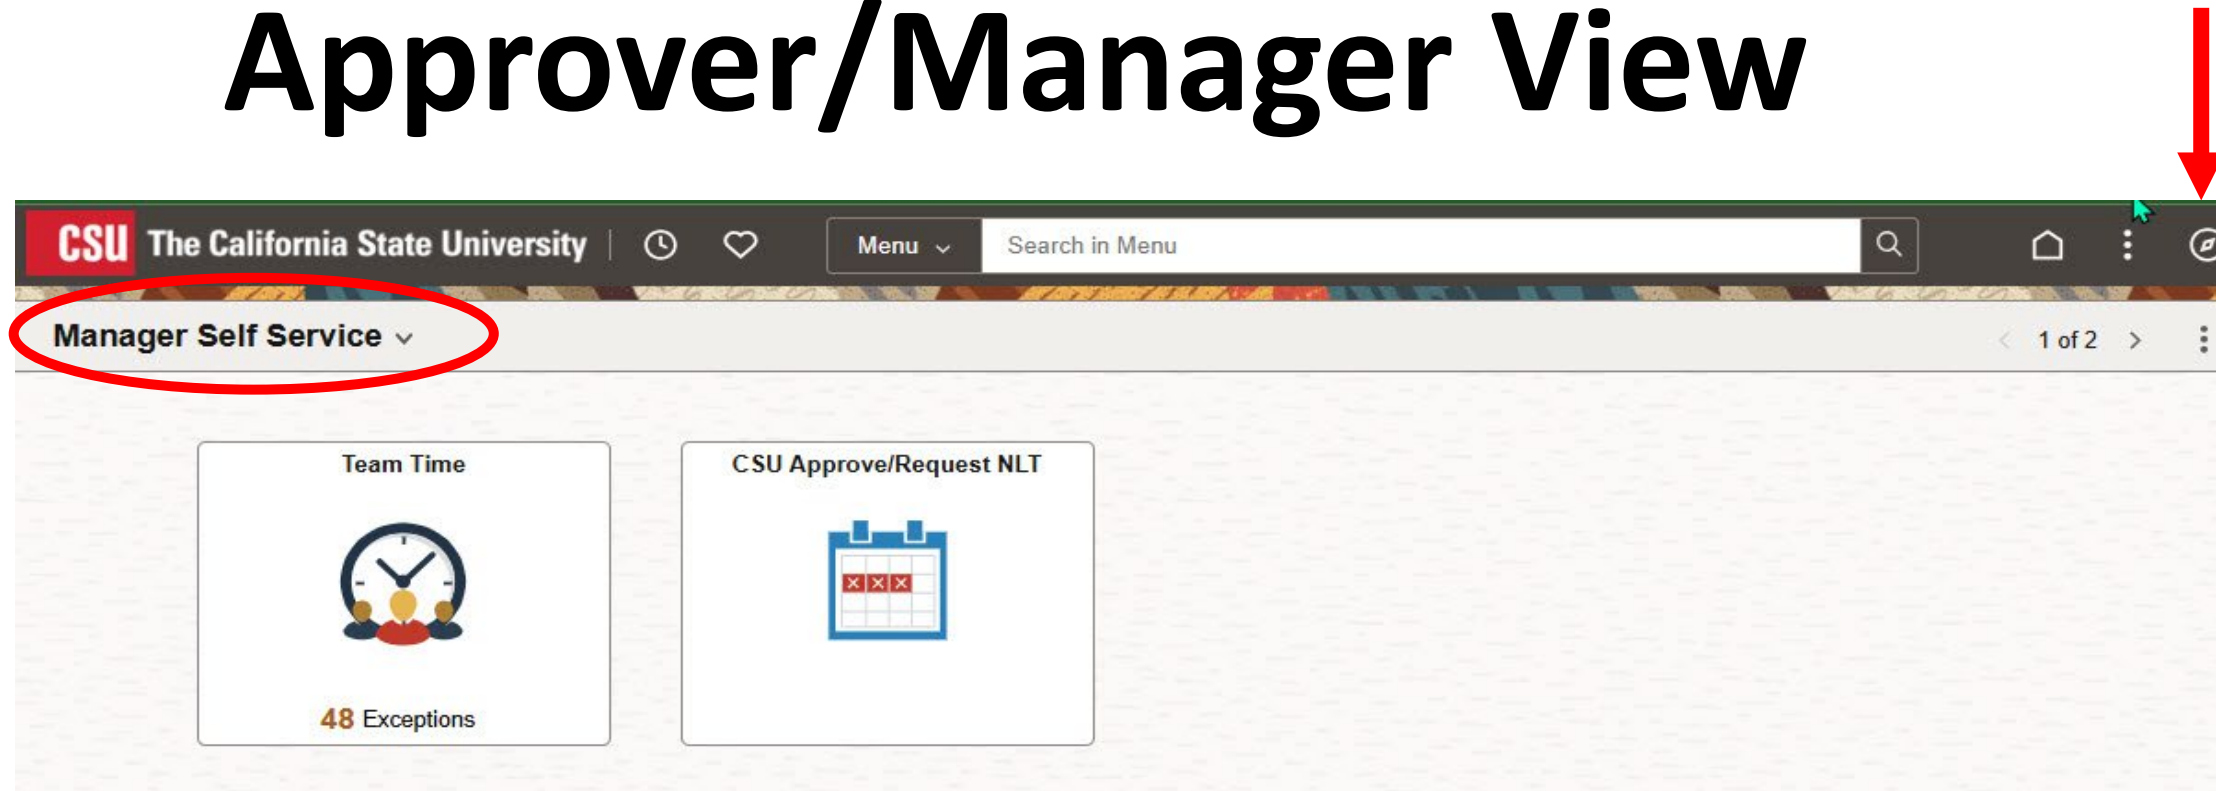 Approver/Manager View
CSU The California State University
Menu
Search in Menu
Manager Self Service
1 of 2
Team Time
CSU Approve/Request NLT
48 Exceptions